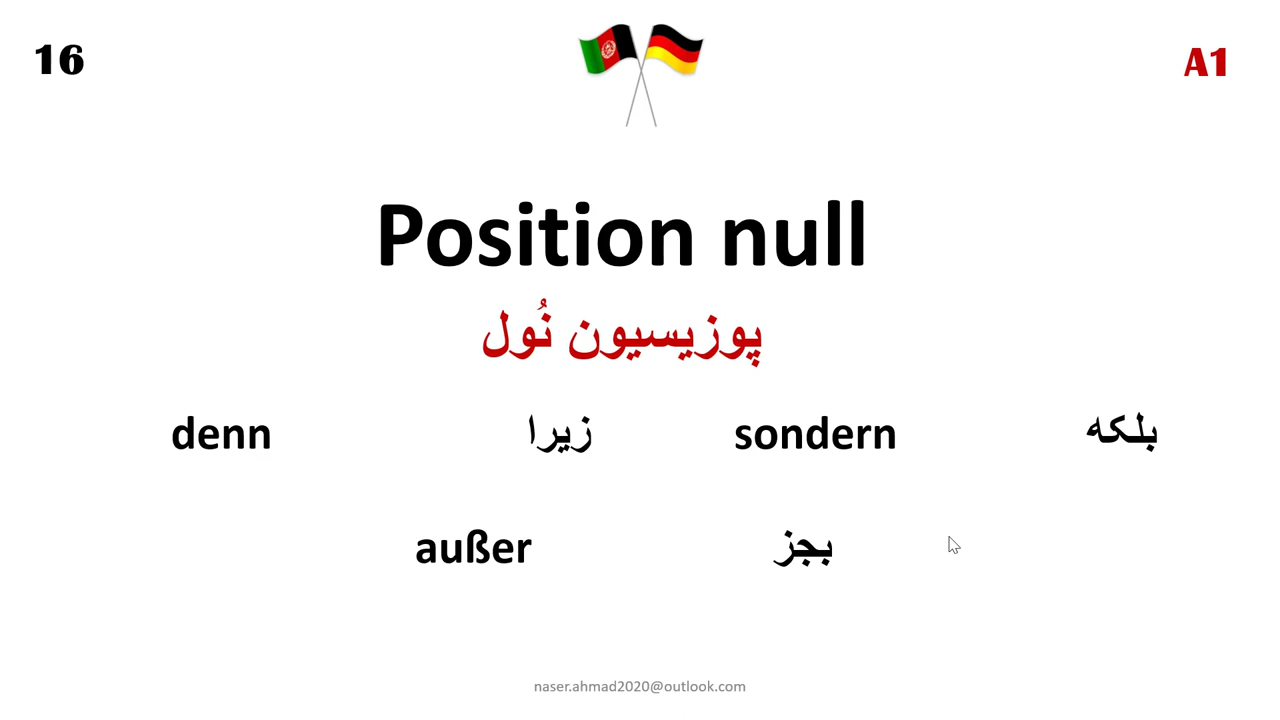 16
A1
Position null
پوزیسیون نُول
denn زیرا sondern بلکه
außer بجز
naser.ahmad2020@outlook.com